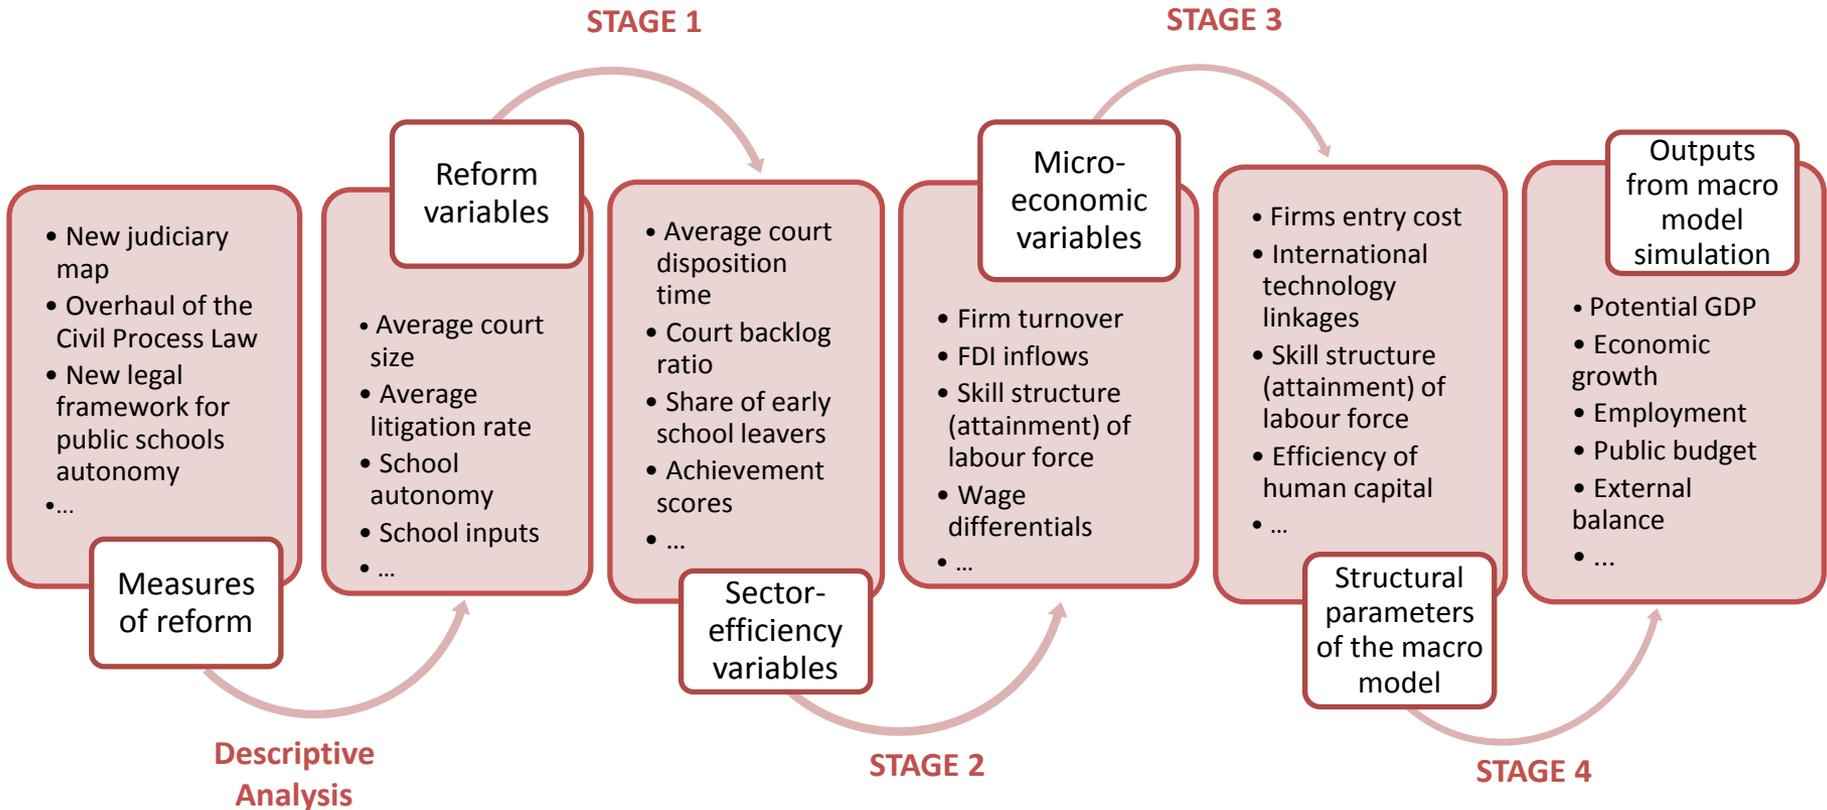 STAGE 1
STAGE 3
• New judiciary
map
• Overhaul of the
Civil Process Law
• New legal
framework for
public schools
autonomy
•...
Measures
of reform
Descriptive
Analysis
Reform
variables
• Average court
size
• Average
litigation rate
• School
autonomy
• School inputs
• ...
• Average court
disposition
time
• Court backlog
ratio
• Share of early
school leavers
• Achievement
scores
• ...
Sector-
efficiency
variables
STAGE 2
Micro-
economic
variables
• Firm turnover
• FDI inflows
• Skill structure
(attainment) of
labour force
• Wage
differentials
• ...
• Firms entry cost
• International
technology
linkages
• Skill structure
(attainment) of
labour force
• Efficiency of
human capital
• ...
Structural
parameters
of the macro
model
STAGE 4
Outputs
from macro
model
simulation
• Potential GDP
• Economic
growth
• Employment
• Public budget
• External
balance
• ...